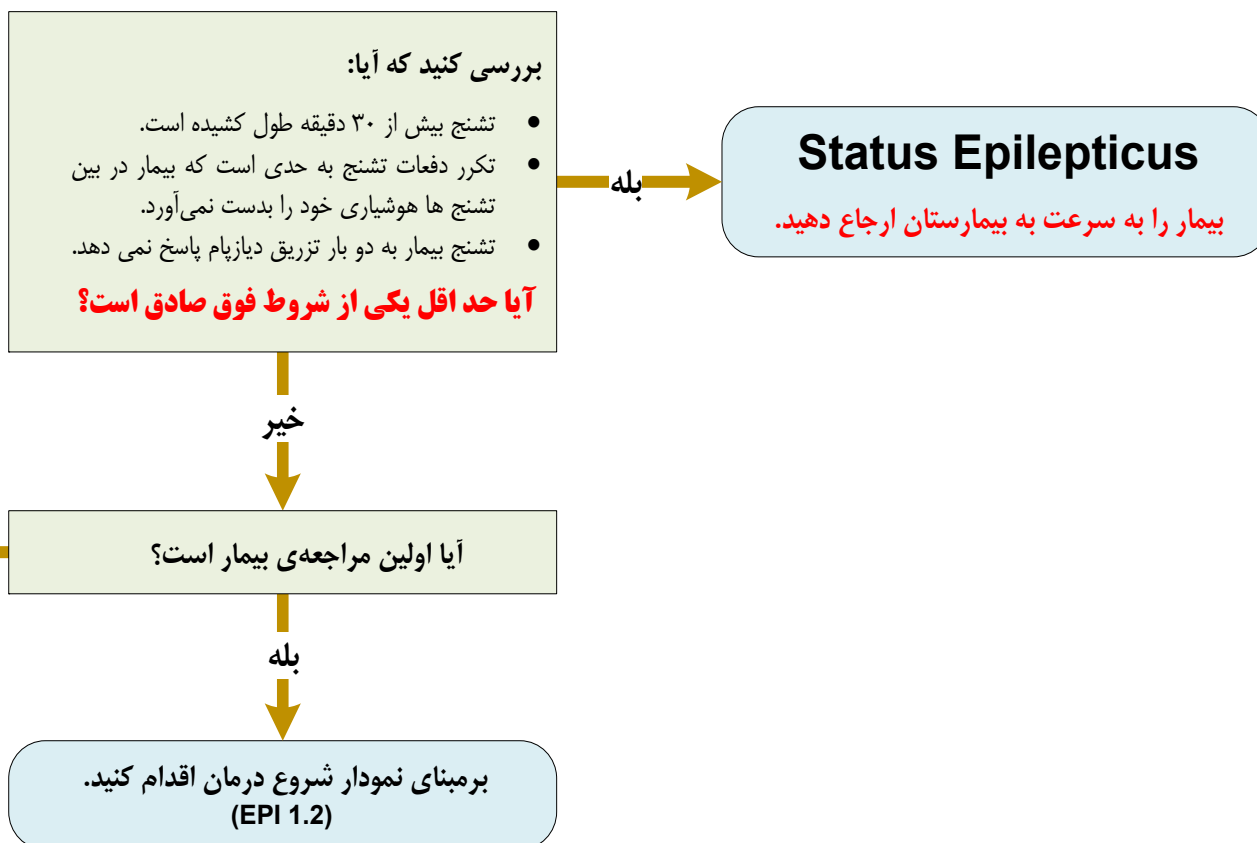 بررسی کنید که آیا:
• تشنج بیش از ۳۰ دقیقه طول کشیده است.
• تکرر دفعات تشنج به حدی است که بیمار در بین
تشنج ها هوشیاری خود را بدست نمی‌آورد.
• تشنج بیمار به دو بار تزریق دیازپام پاسخ نمی دهد.
آیا حد اقل یکی از شروط فوق صادق است؟
بله
Status Epilepticus
بیمار را به سرعت به بیمارستان ارجاع دهید.
خیر
آیا اولین مراجعه‌ی بیمار است؟
بله
برمبنای نمودار شروع درمان اقدام کنید.
(EPI 1.2)